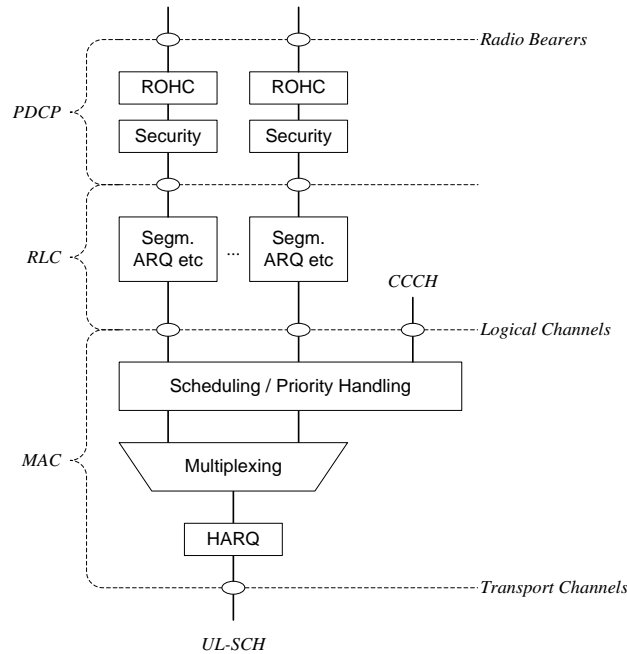 Radio Bearers
ROHC
ROHC
PDCP
Security
Security
Segm.
ARQ etc
...
Segm.
ARQ etc
RLC
CCCH
Logical Channels
Scheduling / Priority Handling
MAC
Multiplexing
HARQ
Transport Channels
UL-SCH